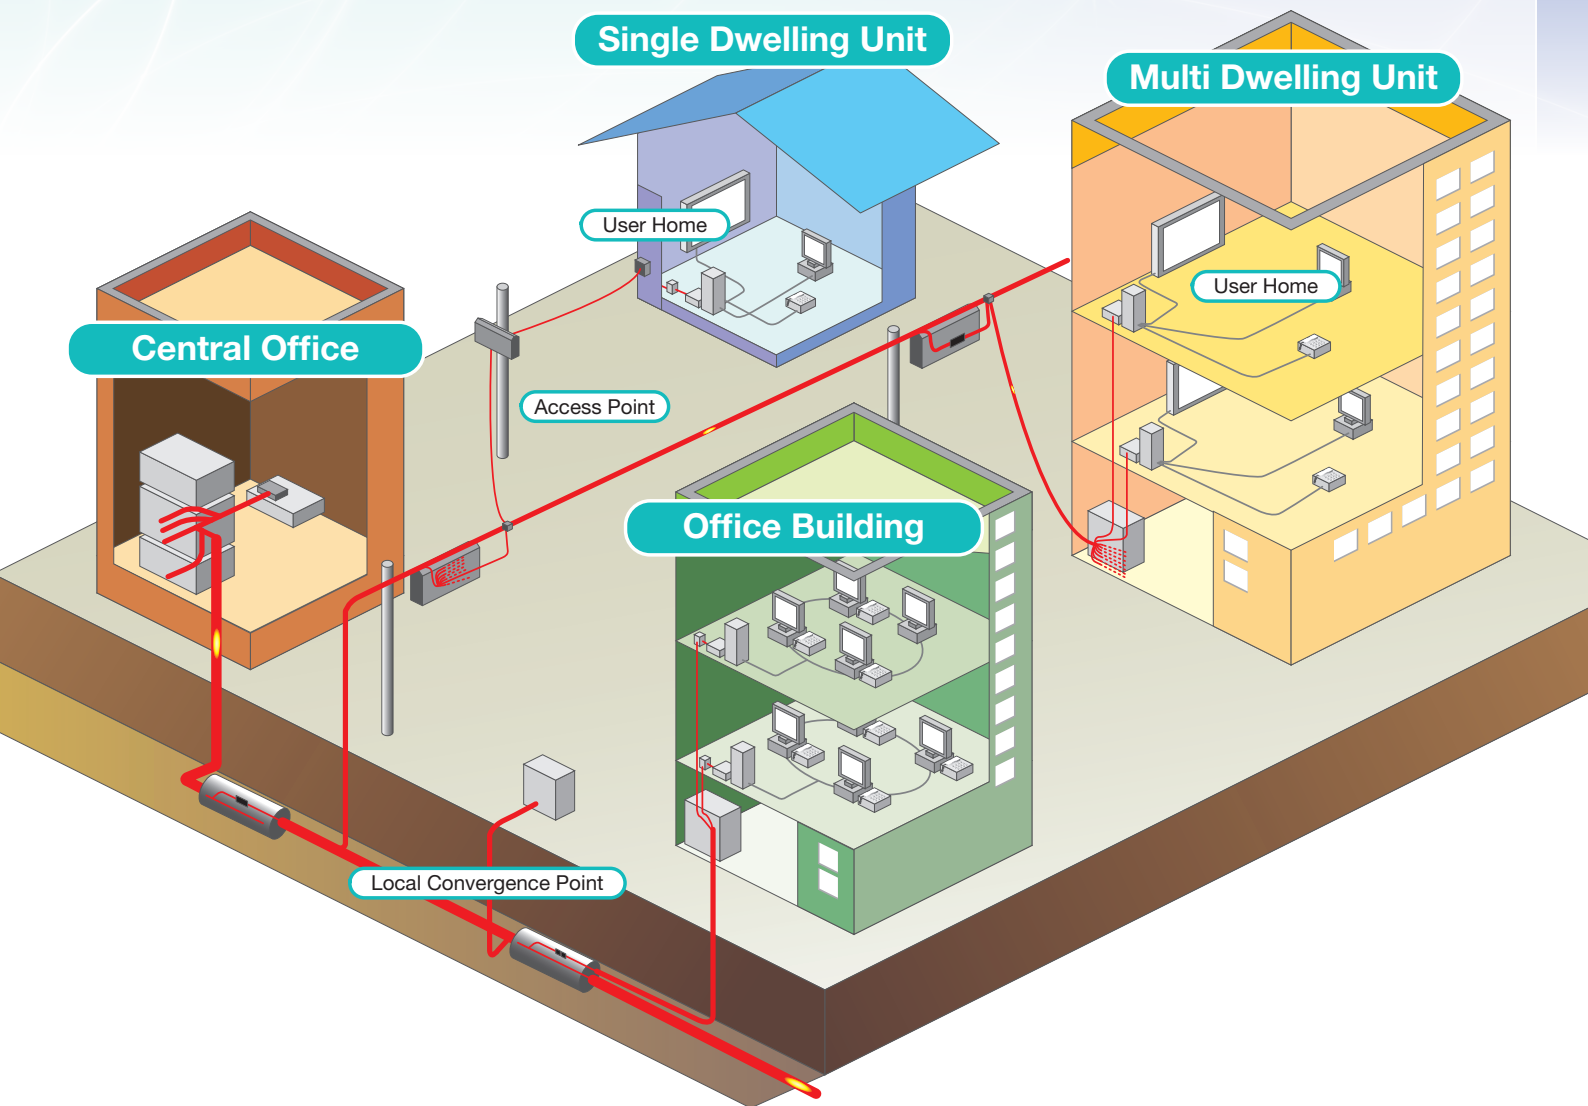 Single Dwelling Unit
Multi Dwelling Unit
User Home
User Home
Central Office
Access Point
Office Building
Local Convergence Point